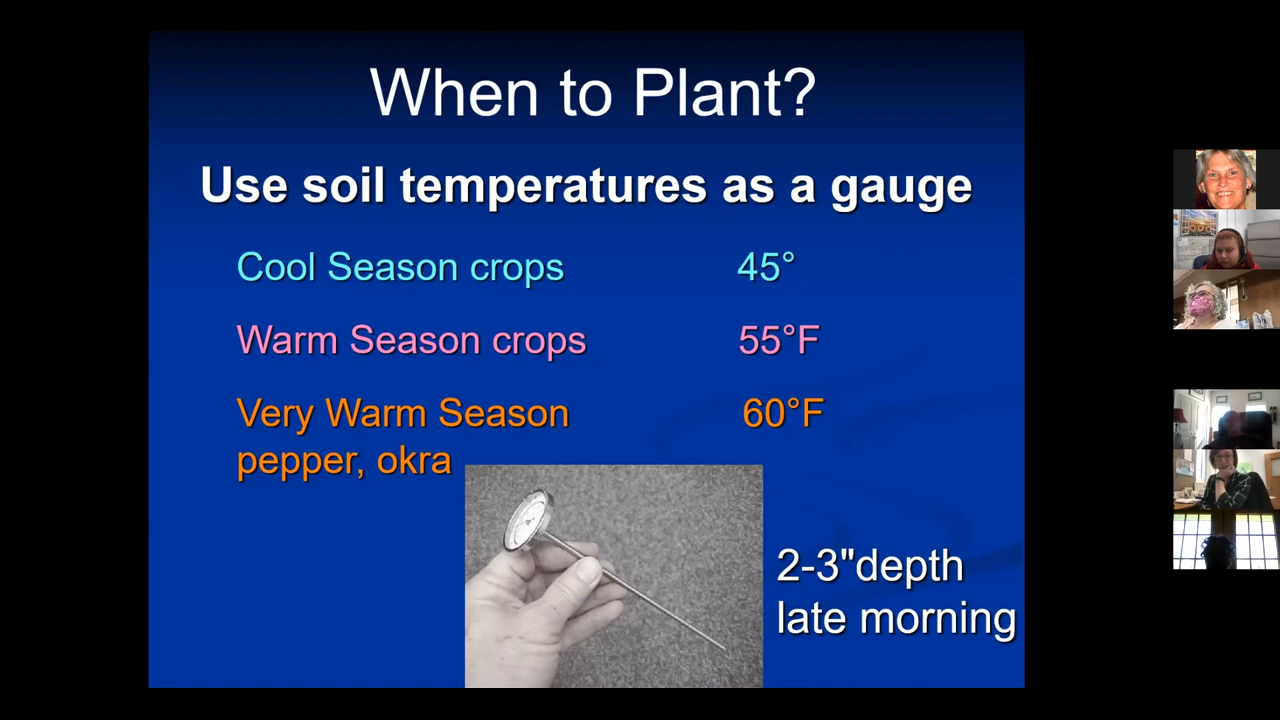 When to Plant?
Use soil temperatures as a gauge
Cool Season crops 45°
Warm Season crops 55°F
Very Warm Season 60°F
pepper, okra
2-3"depth
late morning